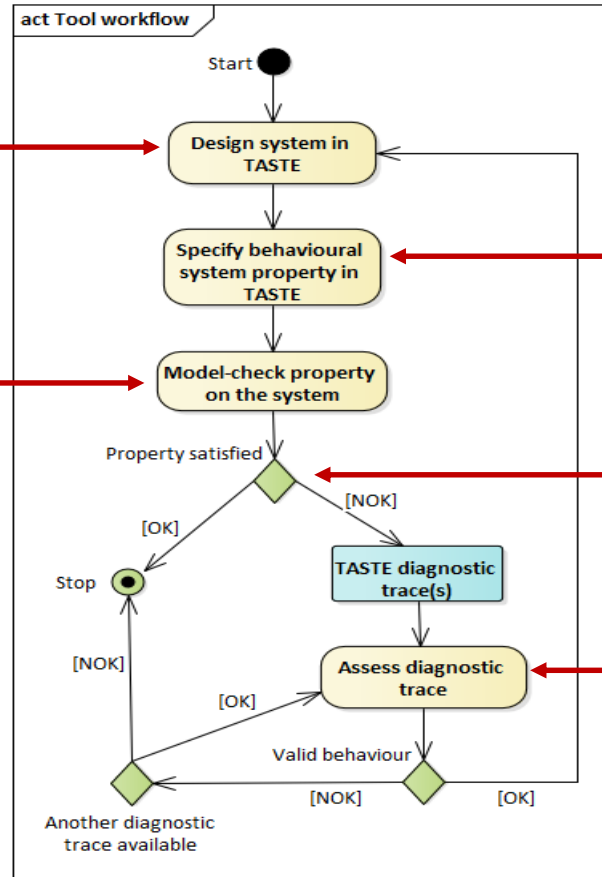 act Tool workflow
Start
Design system in
TASTE
Specify behavioural
system property in
TASTE
Model-check property
on the system
Property satisfied
[NOK]
[OK]
TASTE diagnostic
trace(s)
Stop
[NOK]
Assess diagnostic
trace
[OK]
Valid behaviour
[NOK]
[OK]
Another diagnostic
trace available